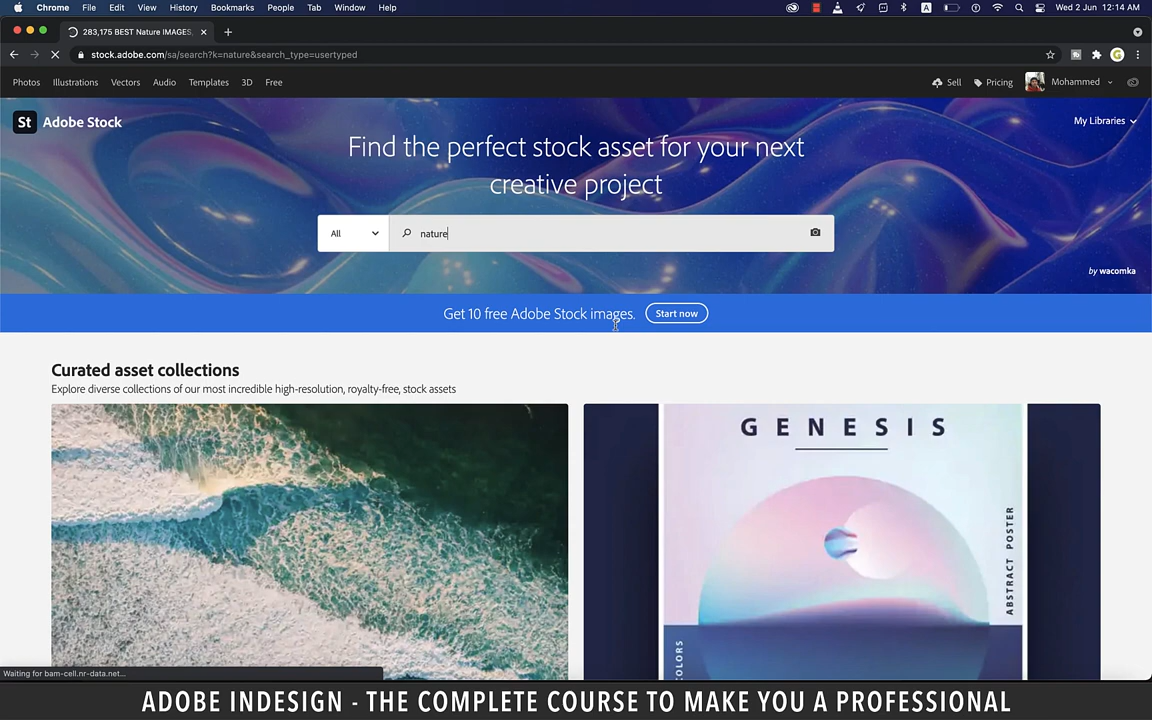 Chrome File Edit View History Bookmarks People Tab Window Help
A Wed 2 Jun 12:14 AM
283,175 BEST Nature IMAGES,
stock.adobe.com/sa/search?k=nature&search_type=usertyped
G
Photos Illustrations Vectors Audio Templates 3D Free
Sell Pricing Mohammed
St Adobe Stock
My Libraries
Find the perfect stock asset for your next
creative project
All nature
by wacomka
Get 10 free Adobe Stock images. Start now
Curated asset collections
Explore diverse collections of our most incredible high-resolution, royalty-free, stock assets
GENESIS
ABSTRACT POSTER
COLORS
Waiting for bam-cell.nr-data.net...
ADOBE INDESIGN - THE COMPLETE COURSE TO MAKE YOU A PROFESSIONAL